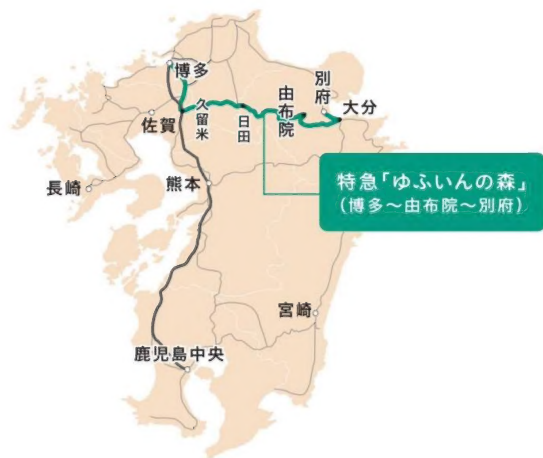 博多
別府
由布院
大分
久留米
日田
佐賀
長崎
熊本
特急「ゆふいんの森」
(博多〜由布院〜別府)
宮崎
鹿児島中央